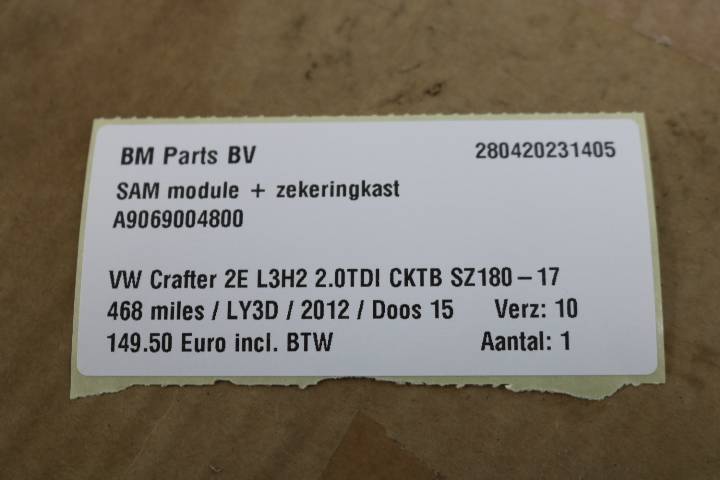 BM Parts BV 280420231405
SAM module + zekeringkast
A9069004800
VW Crafter 2E L3H2 2.0TDI CKTB SZ180 – 17
468 miles / LY3D / 2012 / Doos 15 Verz: 10
149.50 Euro incl. BTW Aantal: 1